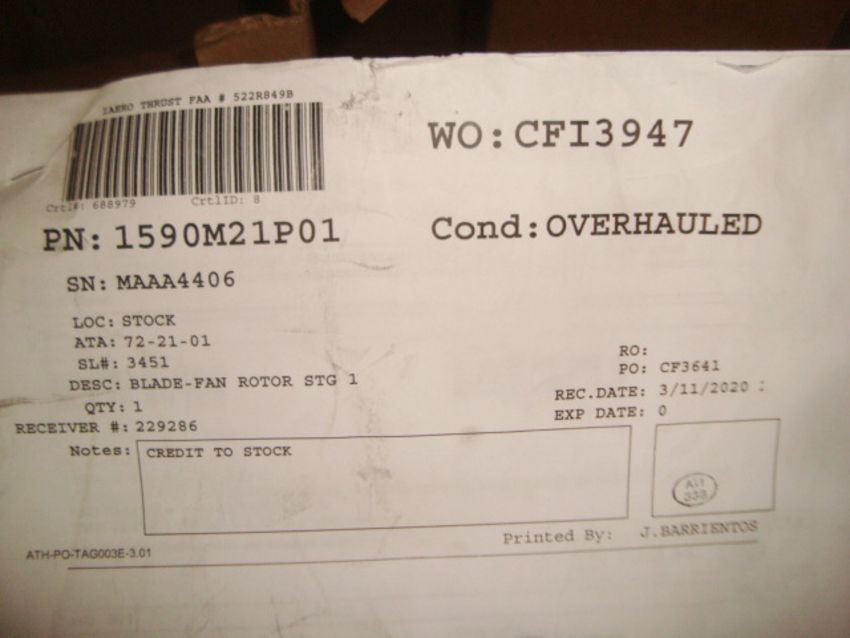 IAERO THRUST FAA # 522R849B
Crtl#: 688979 CrtlID: 8
WO:CFI3947
PN: 1590M21P01
Cond:OVERHAULED
SN: MAAA4406
LOC: STOCK
ATA: 72-21-01
SL#: 3451
DESC: BLADE-FAN ROTOR STG 1
QTY: 1
RECEIVER #: 229286
RO:
PO: CF3641
REC.DATE: 3/11/2020
EXP DATE: 0
Notes: CREDIT TO STOCK
Printed By: J.BARRIENTOS
ATH-PO-TAG003E-3.01